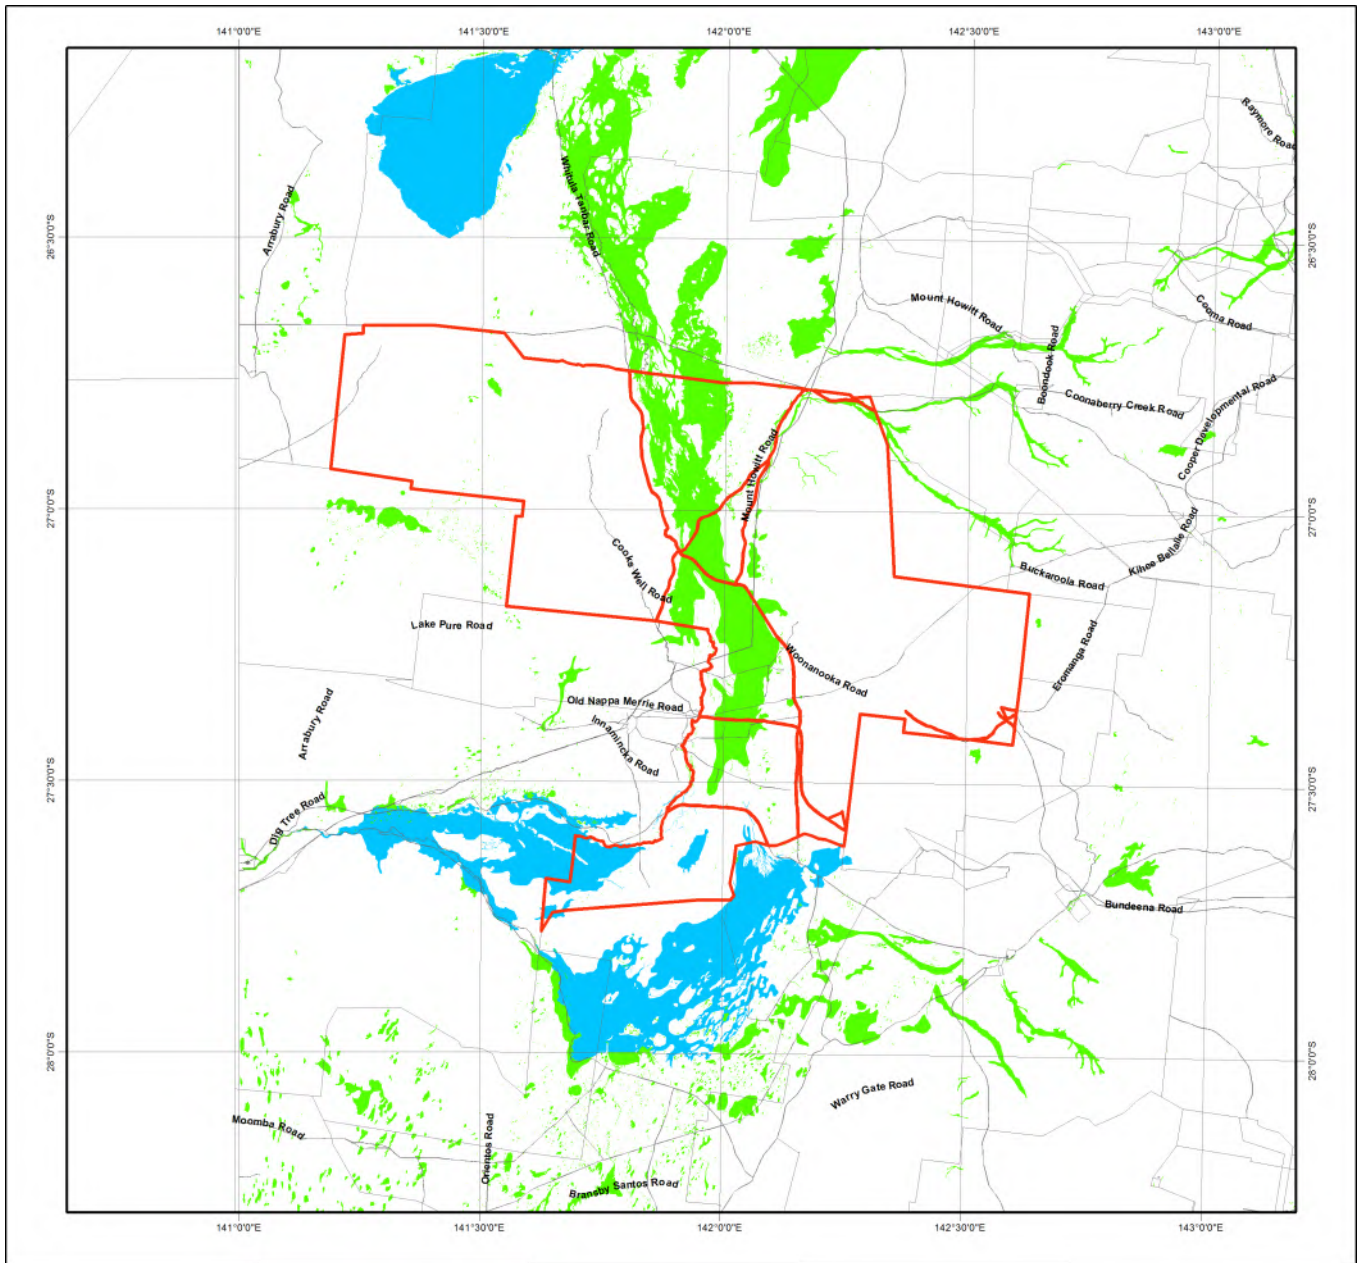 141°0'0"E
141°30'0"E
142°0'0"E
142°30'0"E
143°0'0"E
Raymore Road
Whitula Tanbar Road
Arrabury Road
26°30'0"S
26°30'0"S
Mount Howitt Road
Cooma Road
Boondook Road
Coonaberry Creek Road
Cooper Developmental Road
Mount Howitt Road
27°0'0"S
27°0'0"S
Cooks Well Road
Kihee Bellalie Road
Buckaroola Road
Lake Pure Road
Eromanga Road
Woonanooka Road
Old Nappa Merrie Road
Arrabury Road
Innamincka Road
27°30'0"S
27°30'0"S
Dig Tree Road
Bundeena Road
28°0'0"S
28°0'0"S
Warry Gate Road
Moomba Road
Orientos Road
Bransby Santos Road
141°0'0"E
141°30'0"E
142°0'0"E
142°30'0"E
143°0'0"E